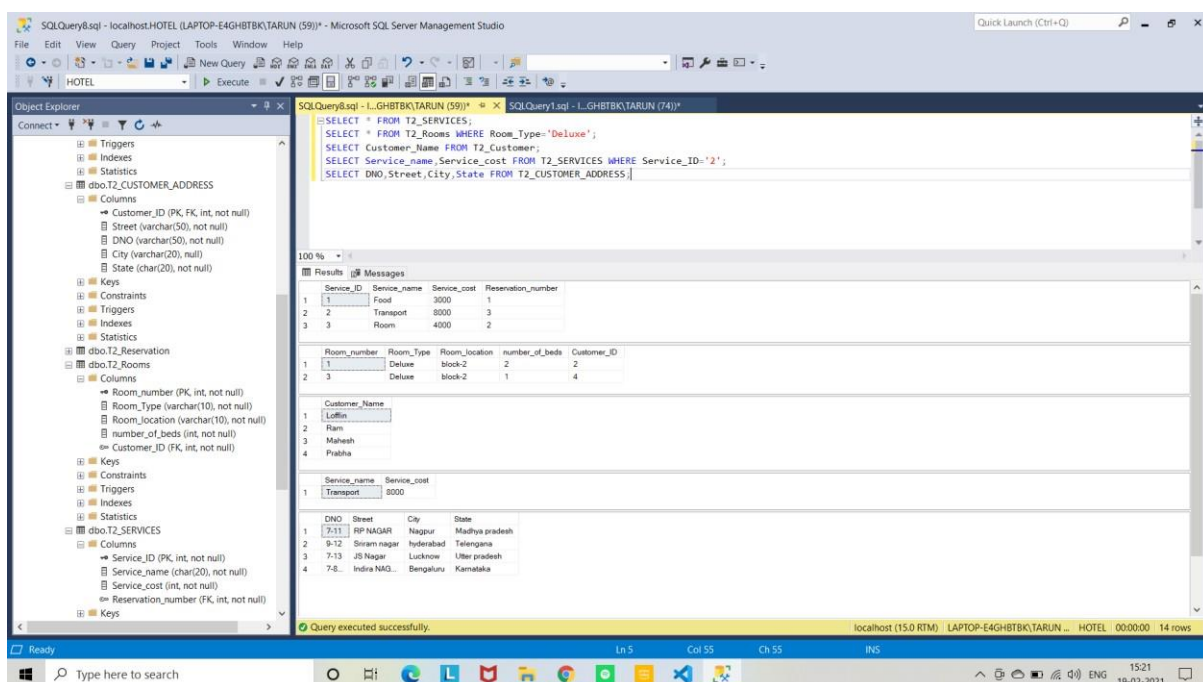 SQLQuery8.sql - localhost.HOTEL (LAPTOP-E4GHBTBK\TARUN (59))* - Microsoft SQL Server Management Studio
Quick Launch (Ctrl+Q)
File Edit View Query Project Tools Window Help
New Query
HOTEL
Execute
Object Explorer
Connect
Triggers
Indexes
Statistics
dbo.T2_CUSTOMER_ADDRESS
Columns
Customer_ID (PK, FK, int, not null)
Street (varchar(50), not null)
DNO (varchar(50), not null)
City (varchar(20), null)
State (char(20), not null)
Keys
Constraints
Triggers
Indexes
Statistics
dbo.T2_Reservation
dbo.T2_Rooms
Columns
Room_number (PK, int, not null)
Room_Type (varchar(10), not null)
Room_location (varchar(10), not null)
number_of_beds (int, not null)
Customer_ID (FK, int, not null)
Keys
Constraints
Triggers
Indexes
Statistics
dbo.T2_SERVICES
Columns
Service_ID (PK, int, not null)
Service_name (char(20), not null)
Service_cost (int, not null)
Reservation_number (FK, int, not null)
Keys
SQLQuery8.sql - l...GHBTBK\TARUN (59))* SQLQuery1.sql - l...GHBTBK\TARUN (74))*
SELECT * FROM T2_SERVICES;
SELECT * FROM T2_Rooms WHERE Room_Type='Deluxe';
SELECT Customer_Name FROM T2_Customer;
SELECT Service_name,Service_cost FROM T2_SERVICES WHERE Service_ID='2';
SELECT DNO,Street,City,State FROM T2_CUSTOMER_ADDRESS;
100 %
Results Messages
Service_ID Service_name Service_cost Reservation_number
1 1 Food 3000 1
2 2 Transport 8000 3
3 3 Room 4000 2
Room_number Room_Type Room_location number_of_beds Customer_ID
1 1 Deluxe block-2 2 2
2 3 Deluxe block-2 1 4
Customer_Name
1 Loffin
2 Ram
3 Mahesh
4 Prabha
Service_name Service_cost
1 Transport 8000
DNO Street City State
1 7-11 RP NAGAR Nagpur Madhya pradesh
2 9-12 Sriram nagar hyderabad Telengana
3 7-13 JS Nagar Lucknow Utter pradesh
4 7-8... Indira NAG... Bengaluru Karnataka
Query executed successfully. localhost (15.0 RTM) LAPTOP-E4GHBTBK\TARUN ... HOTEL 00:00:00 14 rows
Ready Ln 5 Col 55 Ch 55 INS
Type here to search
ENG 15:21
19-03-2021